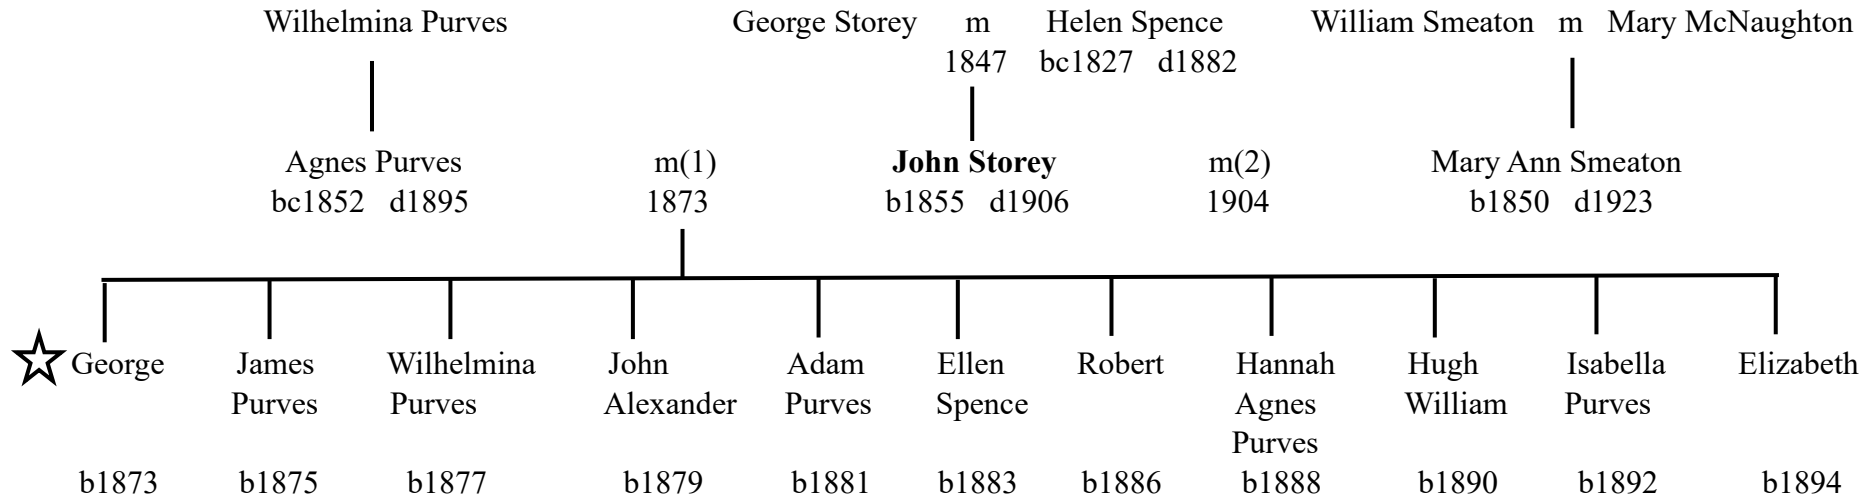 Wilhelmina Purves George Storey m Helen Spence William Smeaton m Mary McNaughton
1847 bc1827 d1882
Agnes Purves m(1) John Storey m(2) Mary Ann Smeaton
bc1852 d1895 1873 b1855 d1906 1904 b1850 d1923
George James Wilhelmina John Adam Ellen Robert Hannah Hugh Isabella Elizabeth
Purves Purves Alexander Purves Spence Agnes William Purves
Purves
b1873 b1875 b1877 b1879 b1881 b1883 b1886 b1888 b1890 b1892 b1894